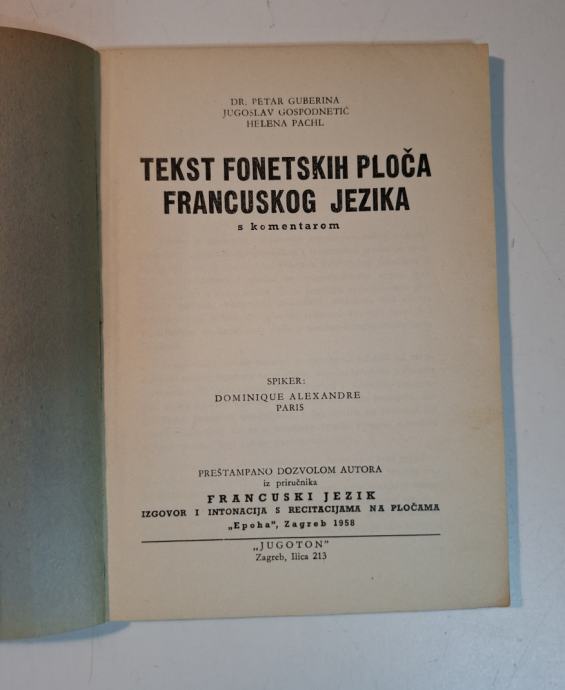 DR. PETAR GUBERINA
JUGOSLAV GOSPODNETIĆ
HELENA PACHL
TEKST FONETSKIH PLOČA
FRANCUSKOG JEZIKA
s komentarom
SPIKER:
DOMINIQUE ALEXANDRE
PARIS
PREŠTAMPANO DOZVOLOM AUTORA
iz priručnika
FRANCUSKI JEZIK
IZGOVOR I INTONACIJA S RECITACIJAMA NA PLOČAMA
„Epoha", Zagreb 1958
„JUGOTON"
Zagreb, Ilica 213